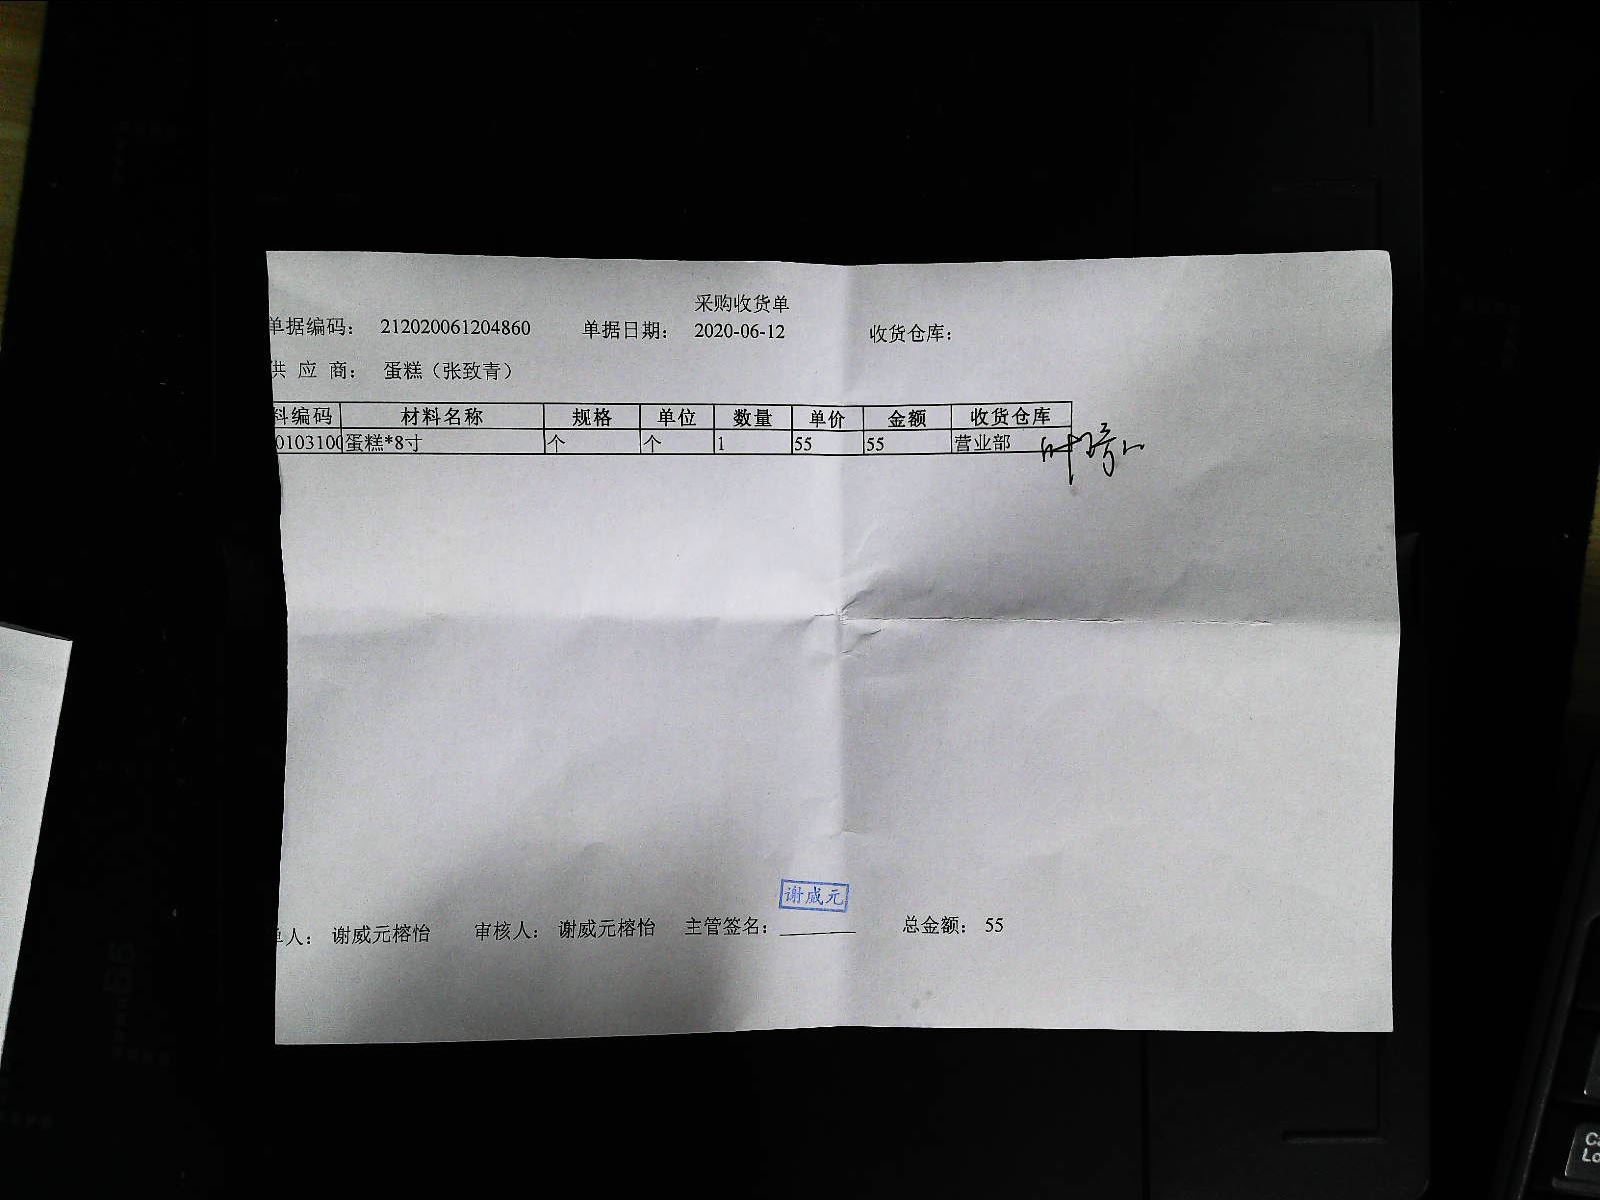 采购收货单
单据编码： 212020061204860 单据日期： 2020-06-12 收货仓库：
供 应 商： 蛋糕（张致青）
料编码 材料名称 规格 单位 数量 单价 金额 收货仓库
0103100 蛋糕*8寸 个 个 1 55 55 营业部
谢威元
单人： 谢威元榕怡 审核人： 谢威元榕怡 主管签名： 总金额： 55